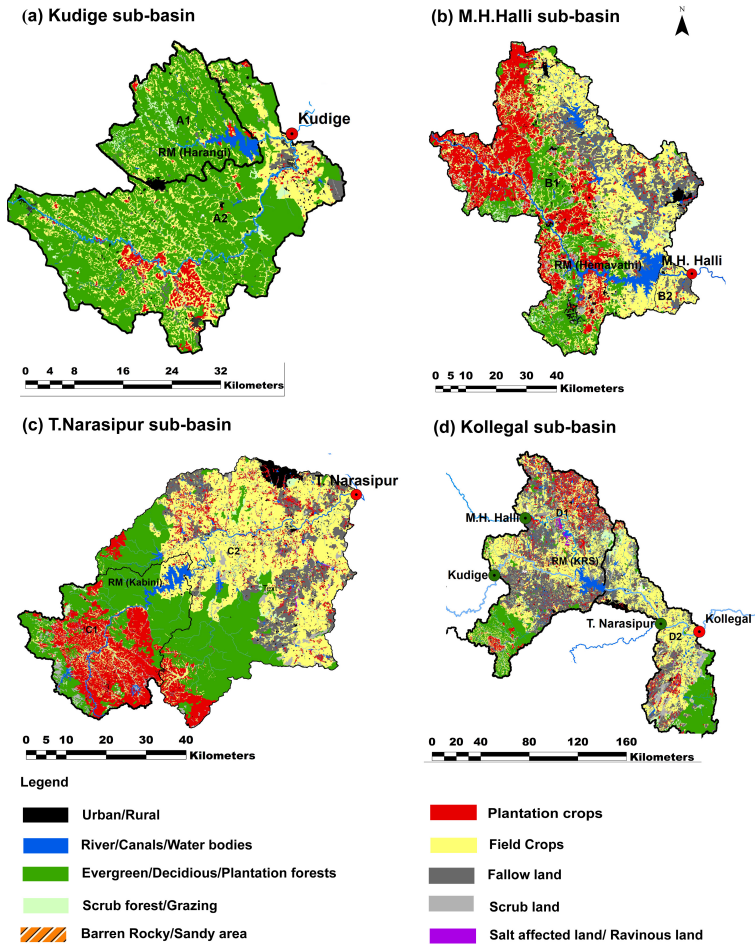 (a) Kudige sub-basin
A1
Kudige
RM (Harangi)
A2
0 4 8 16 24 32
Kilometers
(b) M.H.Halli sub-basin
N
B1
M.H. Halli
RM (Hemavathi)
B2
0 5 10 20 30 40
Kilometers
(c) T.Narasipur sub-basin
T. Narasipur
C2
RM (Kabini)
C1
0 5 10 20 30 40
Kilometers
(d) Kollegal sub-basin
D1
M.H. Halli
RM (KRS)
Kudige
T. Narasipur
Kollegal
D2
0 20 40 80 120 160
Kilometers
Legend
Urban/Rural
River/Canals/Water bodies
Evergreen/Decidious/Plantation forests
Scrub forest/Grazing
Barren Rocky/Sandy area
Plantation crops
Field Crops
Fallow land
Scrub land
Salt affected land/ Ravinous land